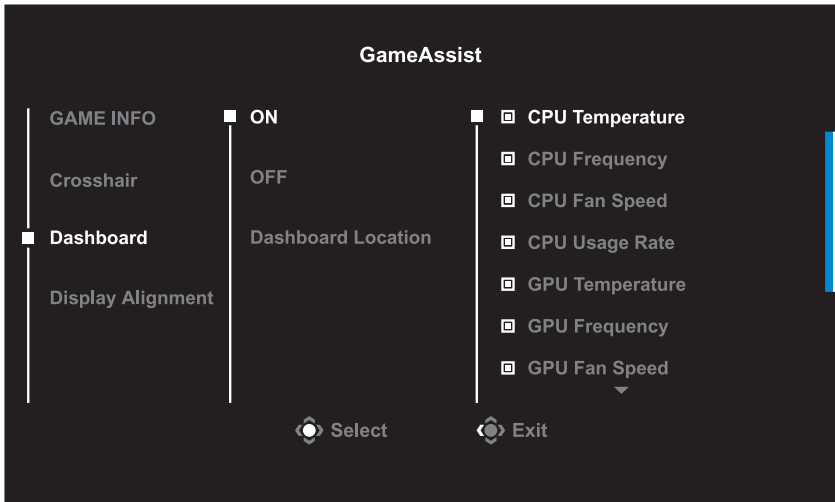 GameAssist
GAME INFO
Crosshair
Dashboard
Display Alignment
ON
OFF
Dashboard Location
CPU Temperature
CPU Frequency
CPU Fan Speed
CPU Usage Rate
GPU Temperature
GPU Frequency
GPU Fan Speed
Select
Exit